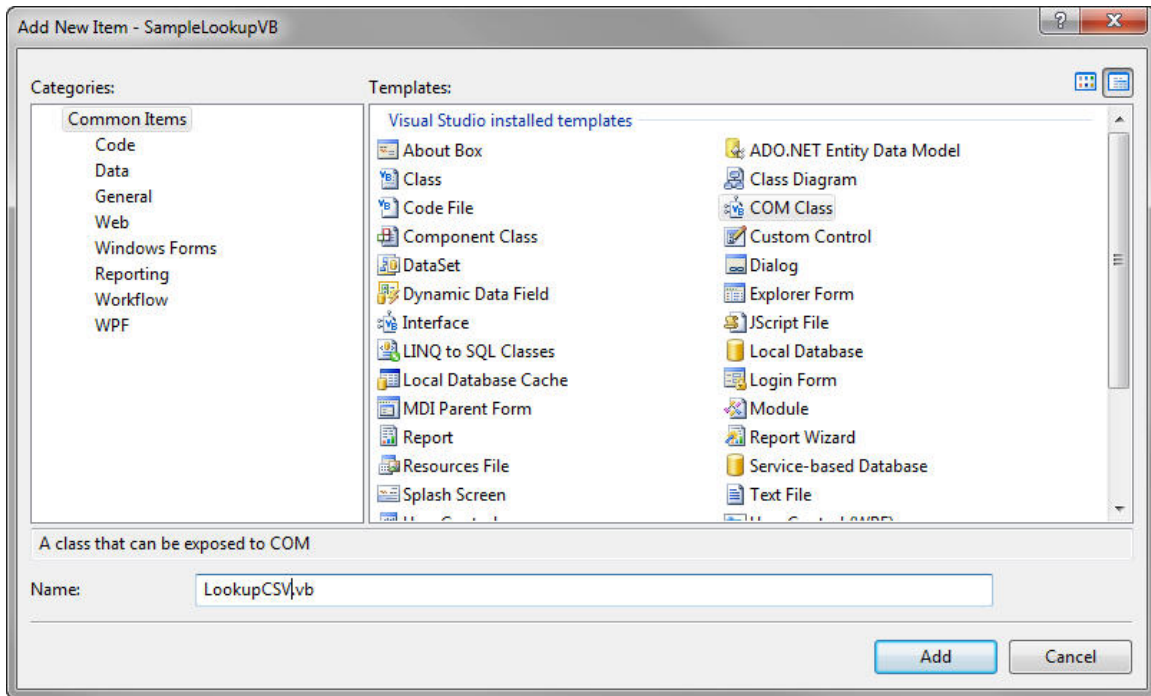 Add New Item - SampleLookupVB
Categories:
Templates:
Common Items
Code
Data
General
Web
Windows Forms
Reporting
Workflow
WPF
Visual Studio installed templates
About Box
ADO.NET Entity Data Model
Class
Class Diagram
Code File
COM Class
Component Class
Custom Control
DataSet
Dialog
Dynamic Data Field
Explorer Form
Interface
JScript File
LINQ to SQL Classes
Local Database
Local Database Cache
Login Form
MDI Parent Form
Module
Report
Report Wizard
Resources File
Service-based Database
Splash Screen
Text File
A class that can be exposed to COM
Name:
LookupCSV.vb
Add
Cancel